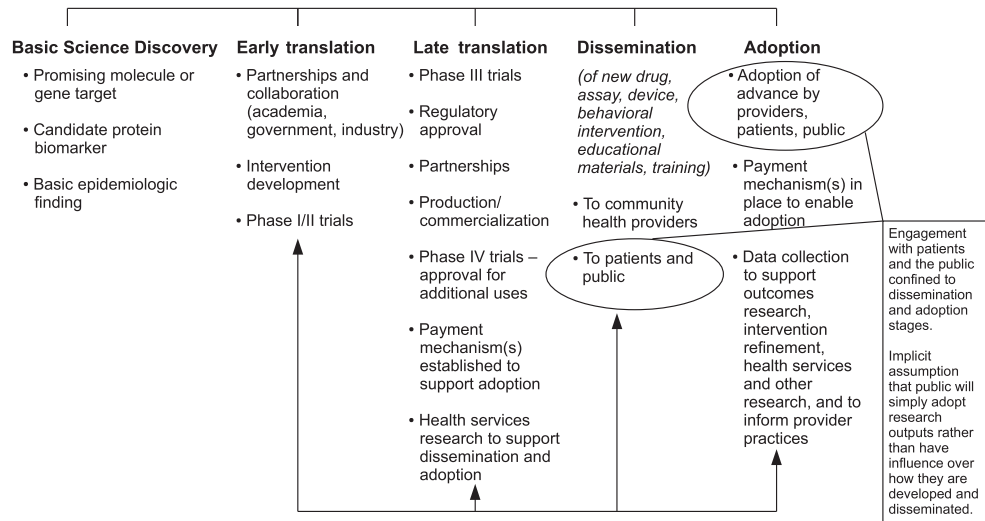 Basic Science Discovery
• Promising molecule or
gene target
• Candidate protein
biomarker
• Basic epidemiologic
finding
Early translation
• Partnerships and
collaboration
(academia,
government, industry)
• Intervention
development
• Phase I/II trials
Late translation
• Phase III trials
• Regulatory
approval
• Partnerships
• Production/
commercialization
• Phase IV trials –
approval for
additional uses
• Payment
mechanism(s)
established to
support adoption
• Health services
research to support
dissemination and
adoption
Dissemination
(of new drug,
assay, device,
behavioral
intervention,
educational
materials, training)
• To community
health providers
• To patients and
public
Adoption
• Adoption of
advance by
providers,
patients, public
• Payment
mechanism(s) in
place to enable
adoption
• Data collection
to support
outcomes
research,
intervention
refinement,
health services
and other
research, and to
inform provider
practices
Engagement
with patients
and the public
confined to
dissemination
and adoption
stages.
Implicit
assumption
that public will
simply adopt
research
outputs rather
than have
influence over
how they are
developed and
disseminated.